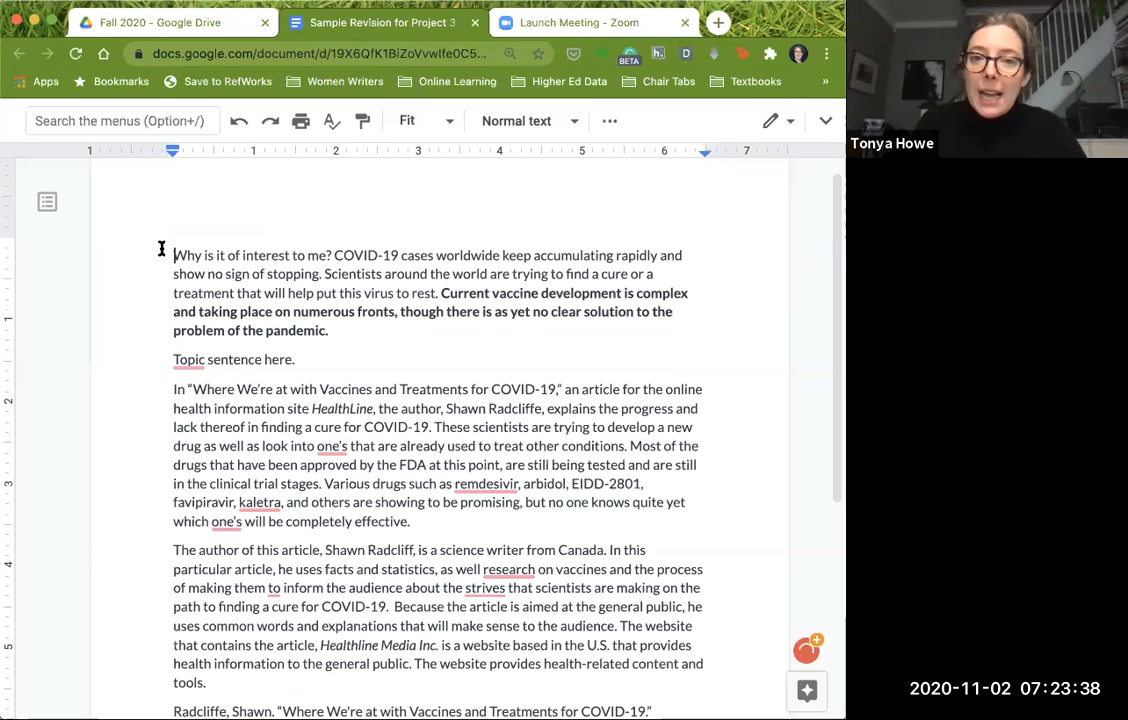 Fall 2020 - Google Drive
Sample Revision for Project 3
Launch Meeting - Zoom
docs.google.com/document/d/19X6QfK1BiZoVvwIfe0C5...
BETA
Apps
Bookmarks
Save to RefWorks
Women Writers
Online Learning
Higher Ed Data
Chair Tabs
Textbooks
»
Search the menus (Option+/)
Fit
Normal text
1 1 2 3 4 5 6 7
Tonya Howe
Why is it of interest to me? COVID-19 cases worldwide keep accumulating rapidly and
show no sign of stopping. Scientists around the world are trying to find a cure or a
treatment that will help put this virus to rest. Current vaccine development is complex
and taking place on numerous fronts, though there is as yet no clear solution to the
problem of the pandemic.
Topic sentence here.
In “Where We’re at with Vaccines and Treatments for COVID-19,” an article for the online
health information site HealthLine, the author, Shawn Radcliffe, explains the progress and
lack thereof in finding a cure for COVID-19. These scientists are trying to develop a new
drug as well as look into one’s that are already used to treat other conditions. Most of the
drugs that have been approved by the FDA at this point, are still being tested and are still
in the clinical trial stages. Various drugs such as remdesivir, arbidol, EIDD-2801,
favipiravir, kaletra, and others are showing to be promising, but no one knows quite yet
which one’s will be completely effective.
The author of this article, Shawn Radcliff, is a science writer from Canada. In this
particular article, he uses facts and statistics, as well research on vaccines and the process
of making them to inform the audience about the strives that scientists are making on the
path to finding a cure for COVID-19. Because the article is aimed at the general public, he
uses common words and explanations that will make sense to the audience. The website
that contains the article, Healthline Media Inc. is a website based in the U.S. that provides
health information to the general public. The website provides health-related content and
tools.
Radcliffe, Shawn. “Where We're at with Vaccines and Treatments for COVID-19.”
1
2
3
4
5
2020-11-02 07:23:38